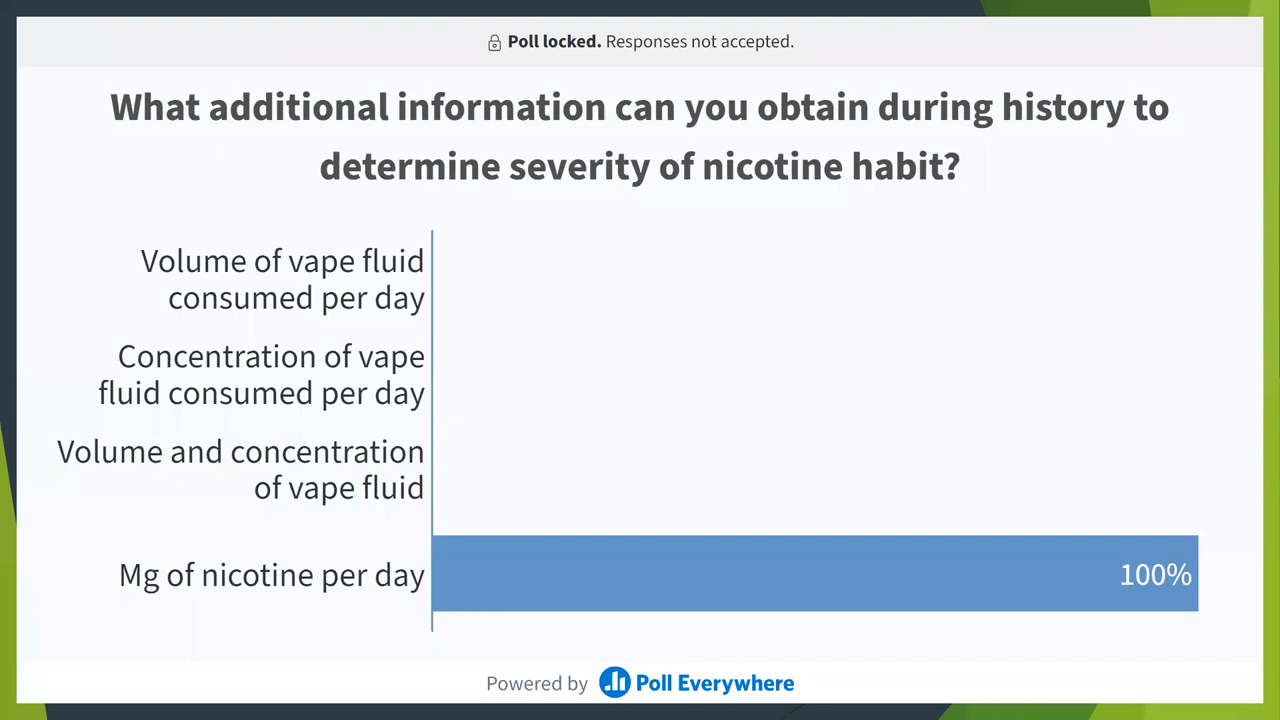 Poll locked. Responses not accepted.
What additional information can you obtain during history to
determine severity of nicotine habit?
Volume of vape fluid
consumed per day
Concentration of vape
fluid consumed per day
Volume and concentration
of vape fluid
Mg of nicotine per day
100%
Powered by Poll Everywhere